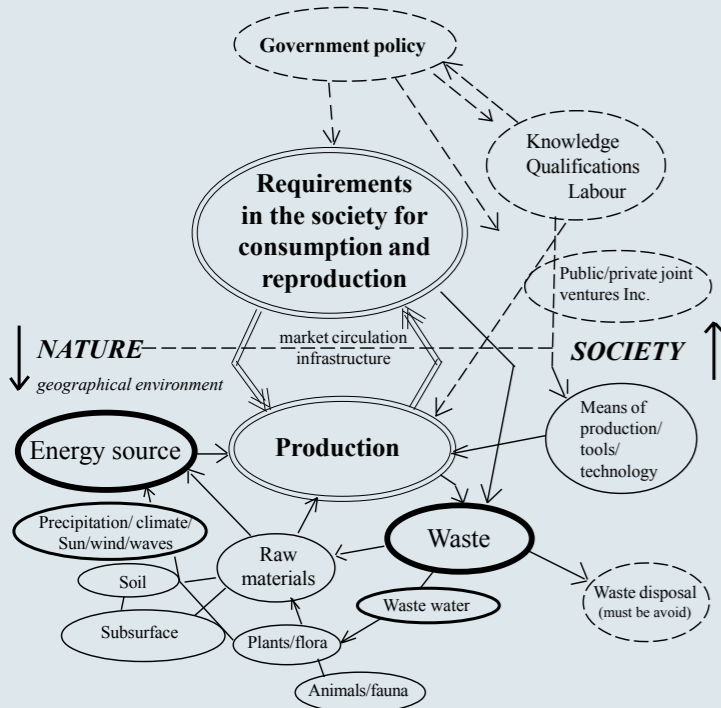 Government policy
Knowledge
Qualifications
Labour
Requirements
in the society for
consumption and
reproduction
Public/private joint
ventures Inc.
NATURE
market circulation
infrastructure
SOCIETY
geographical environment
Means of
production/
tools/
technology
Energy source
Production
Precipitation/ climate/
Sun/wind/waves
Raw
materials
Waste
Soil
Waste disposal
(must be avoid)
Waste water
Subsurface
Plants/flora
Animals/fauna